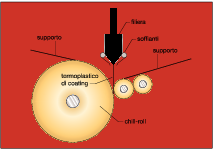 filiera
soffianti
supporto
supporto
termoplastico
di coating
chill-roll